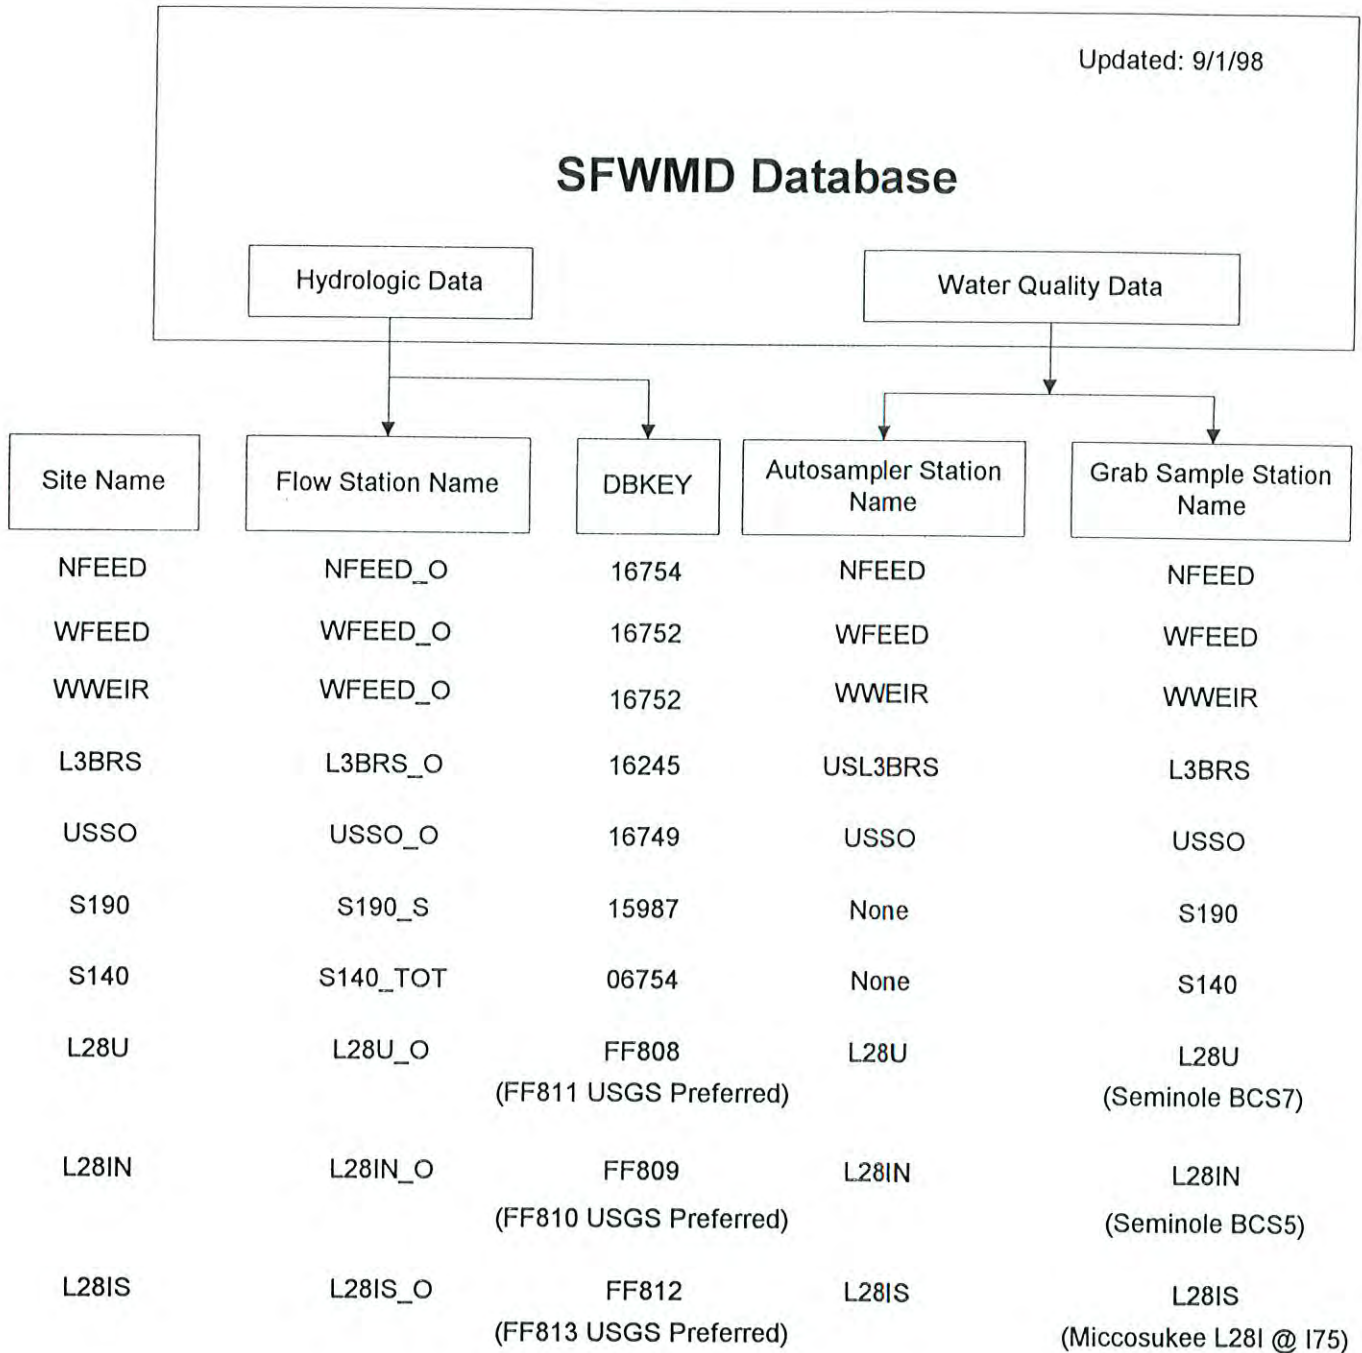 Updated: 9/1/98
SFWMD Database
Hydrologic Data
Water Quality Data
Site Name
Flow Station Name
DBKEY
Autosampler Station
Name
Grab Sample Station
Name
NFEED NFEED_O 16754 NFEED NFEED
WFEED WFEED_O 16752 WFEED WFEED
WWEIR WFEED_O 16752 WWEIR WWEIR
L3BRS L3BRS_O 16245 USL3BRS L3BRS
USSO USSO_O 16749 USSO USSO
S190 S190_S 15987 None S190
S140 S140_TOT 06754 None S140
L28U L28U_O FF808 L28U L28U
(FF811 USGS Preferred) (Seminole BCS7)
L28IN L28IN_O FF809 L28IN L28IN
(FF810 USGS Preferred) (Seminole BCS5)
L28IS L28IS_O FF812 L28IS L28IS
(FF813 USGS Preferred) (Miccosukee L28I @ I75)